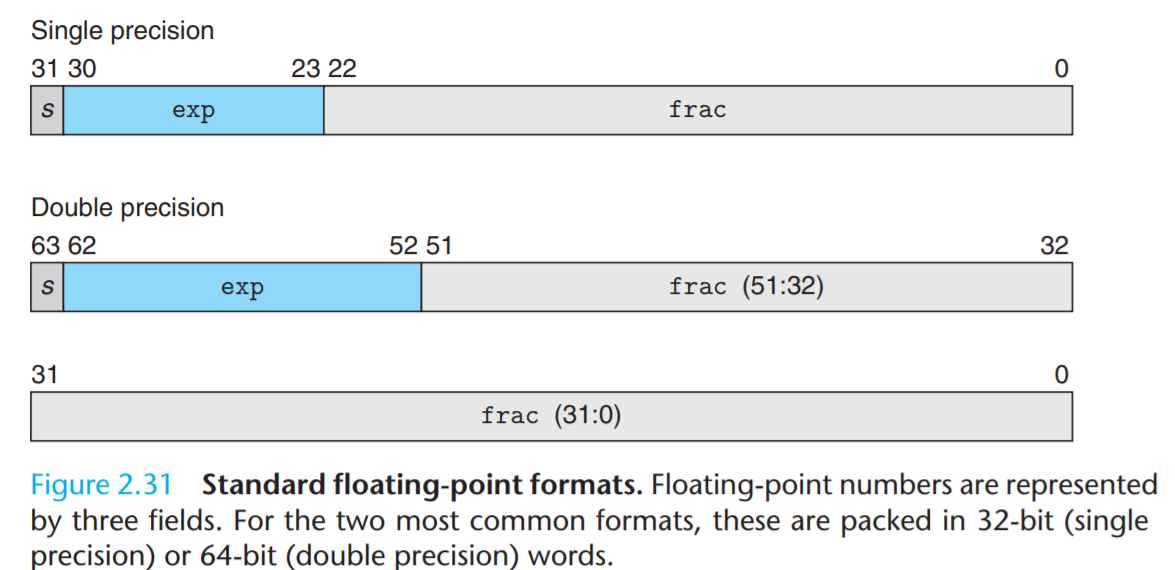 Single precision
31 30 23 22 0
s exp frac
Double precision
63 62 52 51 32
s exp frac (51:32)
31 0
frac (31:0)
Figure 2.31 Standard floating-point formats. Floating-point numbers are represented
by three fields. For the two most common formats, these are packed in 32-bit (single
precision) or 64-bit (double precision) words.